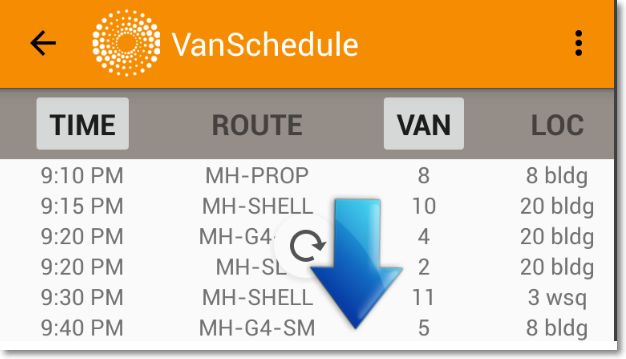 VanSchedule
TIME ROUTE VAN LOC
9:10 PM MH-PROP 8 8 bldg
9:15 PM MH-SHELL 10 20 bldg
9:20 PM MH-G4- 4 20 bldg
9:20 PM 2 20 bldg
9:30 PM MH-SHELL 11 3 wsq
9:40 PM MH-G4-SM 5 8 bldg